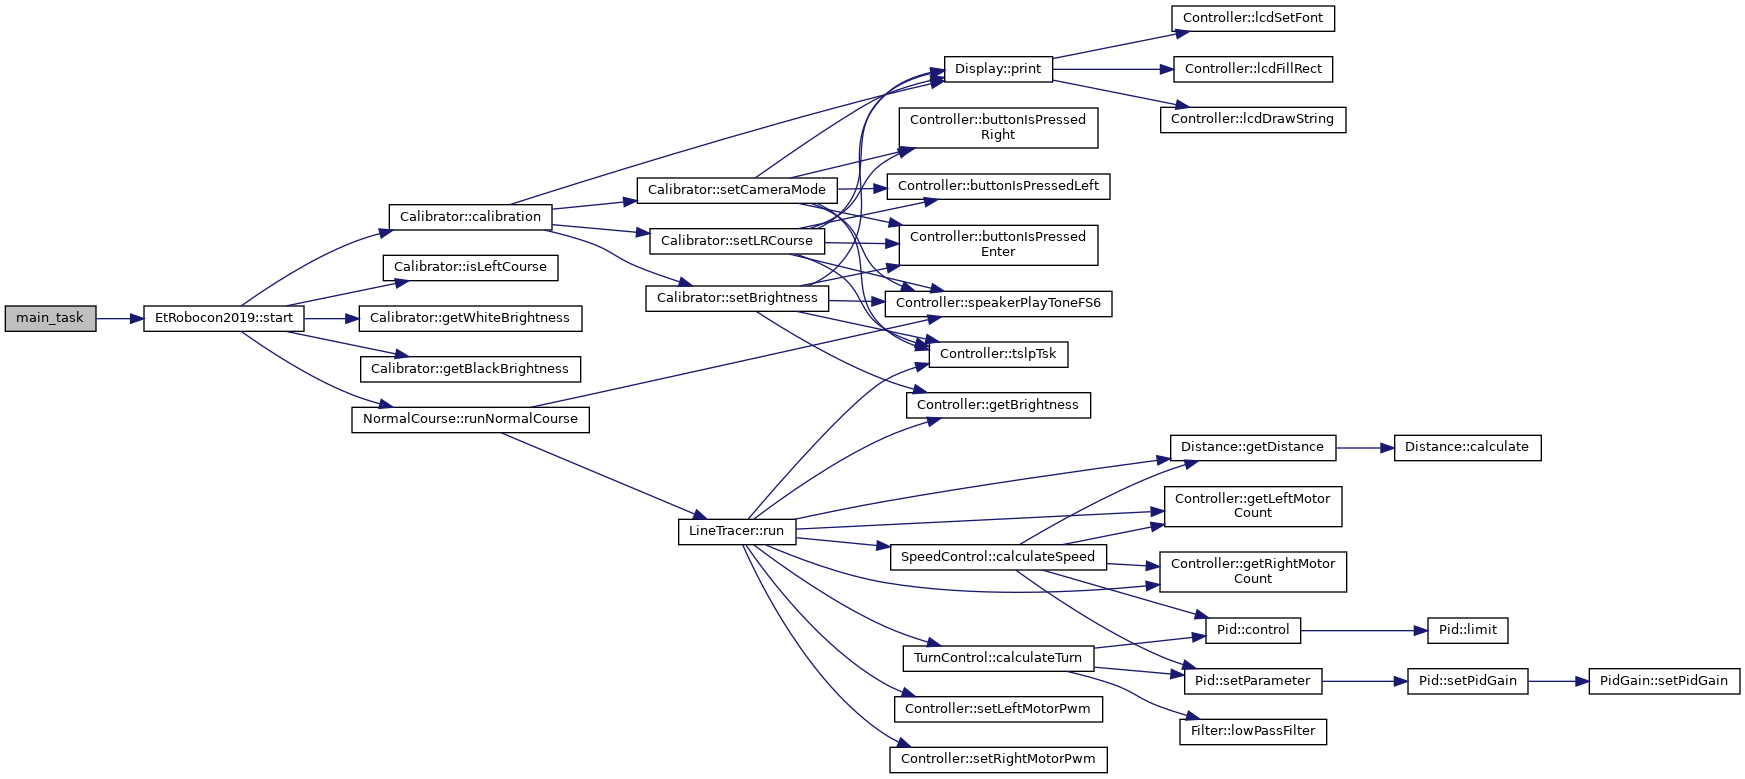 main_task
EtRobocon2019::start
Calibrator::calibration
Calibrator::isLeftCourse
Calibrator::getWhiteBrightness
Calibrator::getBlackBrightness
NormalCourse::runNormalCourse
Calibrator::setCameraMode
Calibrator::setLRCourse
Calibrator::setBrightness
LineTracer::run
Display::print
Controller::buttonIsPressed
Right
Controller::buttonIsPressedLeft
Controller::buttonIsPressed
Enter
Controller::speakerPlayToneFS6
Controller::tslpTsk
Controller::getBrightness
SpeedControl::calculateSpeed
TurnControl::calculateTurn
Controller::setLeftMotorPwm
Controller::setRightMotorPwm
Controller::lcdSetFont
Controller::lcdFillRect
Controller::lcdDrawString
Distance::getDistance
Controller::getLeftMotor
Count
Controller::getRightMotor
Count
Pid::control
Pid::setParameter
Filter::lowPassFilter
Distance::calculate
Pid::limit
Pid::setPidGain
PidGain::setPidGain